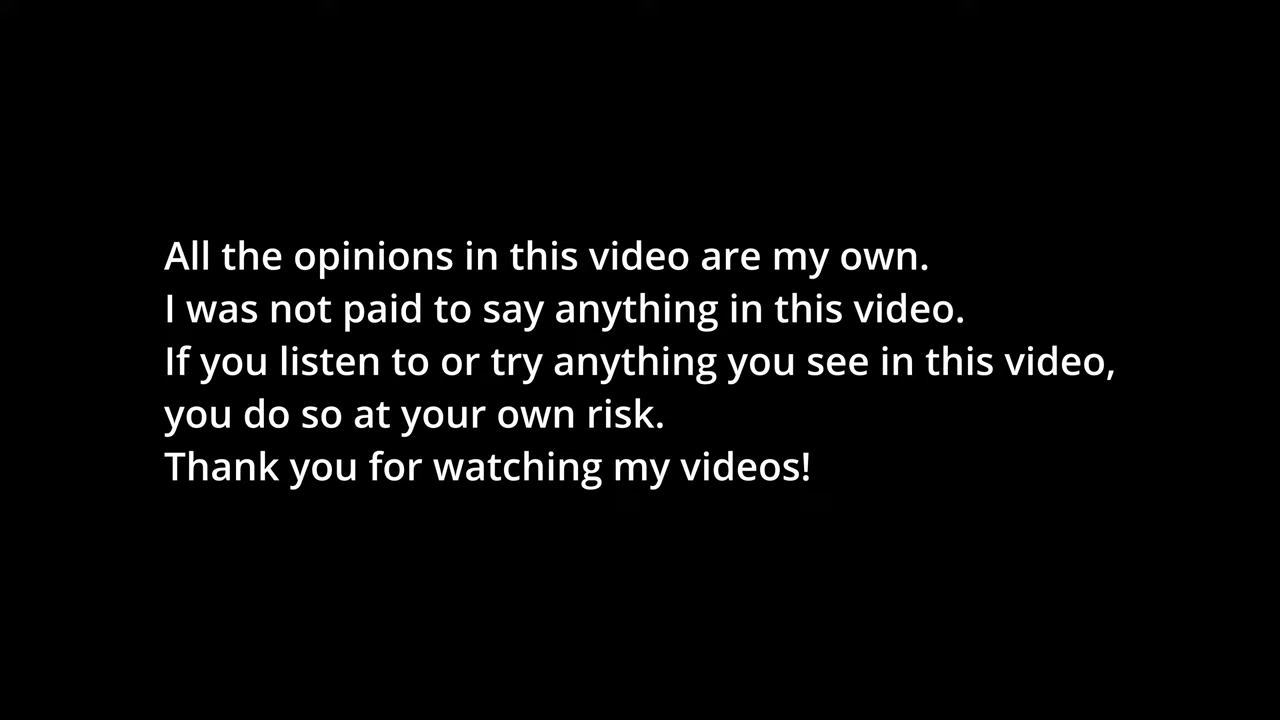 All the opinions in this video are my own.
I was not paid to say anything in this video.
If you listen to or try anything you see in this video,
you do so at your own risk.
Thank you for watching my videos!